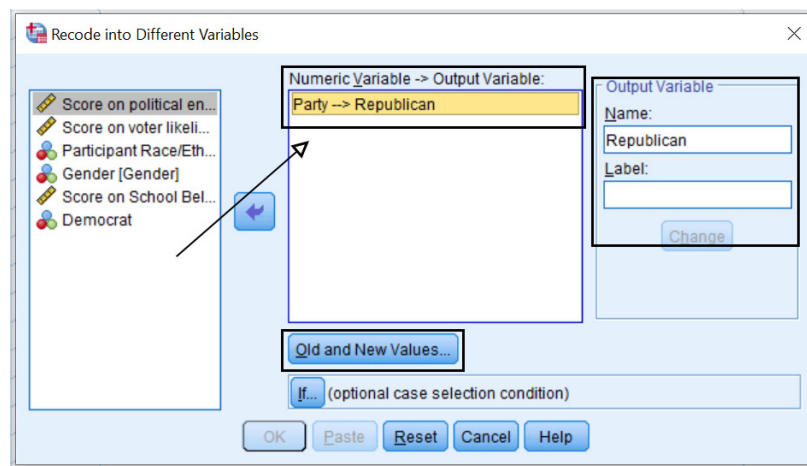 Recode into Different Variables
Score on political en...
Score on voter likeli...
Participant Race/Eth...
Gender [Gender]
Score on School Bel...
Democrat
Numeric Variable -> Output Variable:
Party --> Republican
Old and New Values...
If... (optional case selection condition)
Output Variable
Name:
Republican
Label:
Change
OK Paste Reset Cancel Help